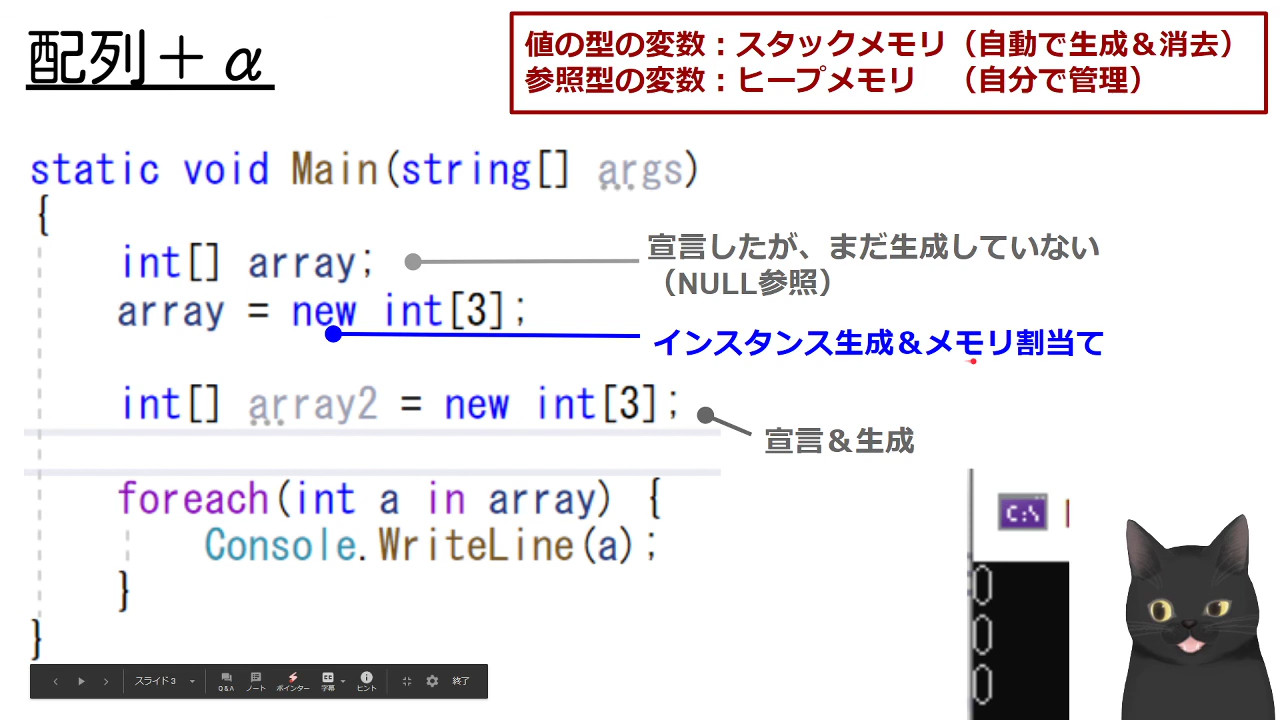 配列＋α
値の型の変数：スタックメモリ（自動で生成＆消去）
参照型の変数：ヒープメモリ　（自分で管理）
static void Main(string[] args)
{
int[] array;
宣言したが、まだ生成していない
（NULL参照）
array = new int[3];
インスタンス生成＆メモリ割当て
int[] array2 = new int[3];
宣言＆生成
foreach(int a in array) {
Console.WriteLine(a);
}
}
C:\
0
0
0
スライド 3
Q&A ノート ポインター 字幕 ヒント 終了